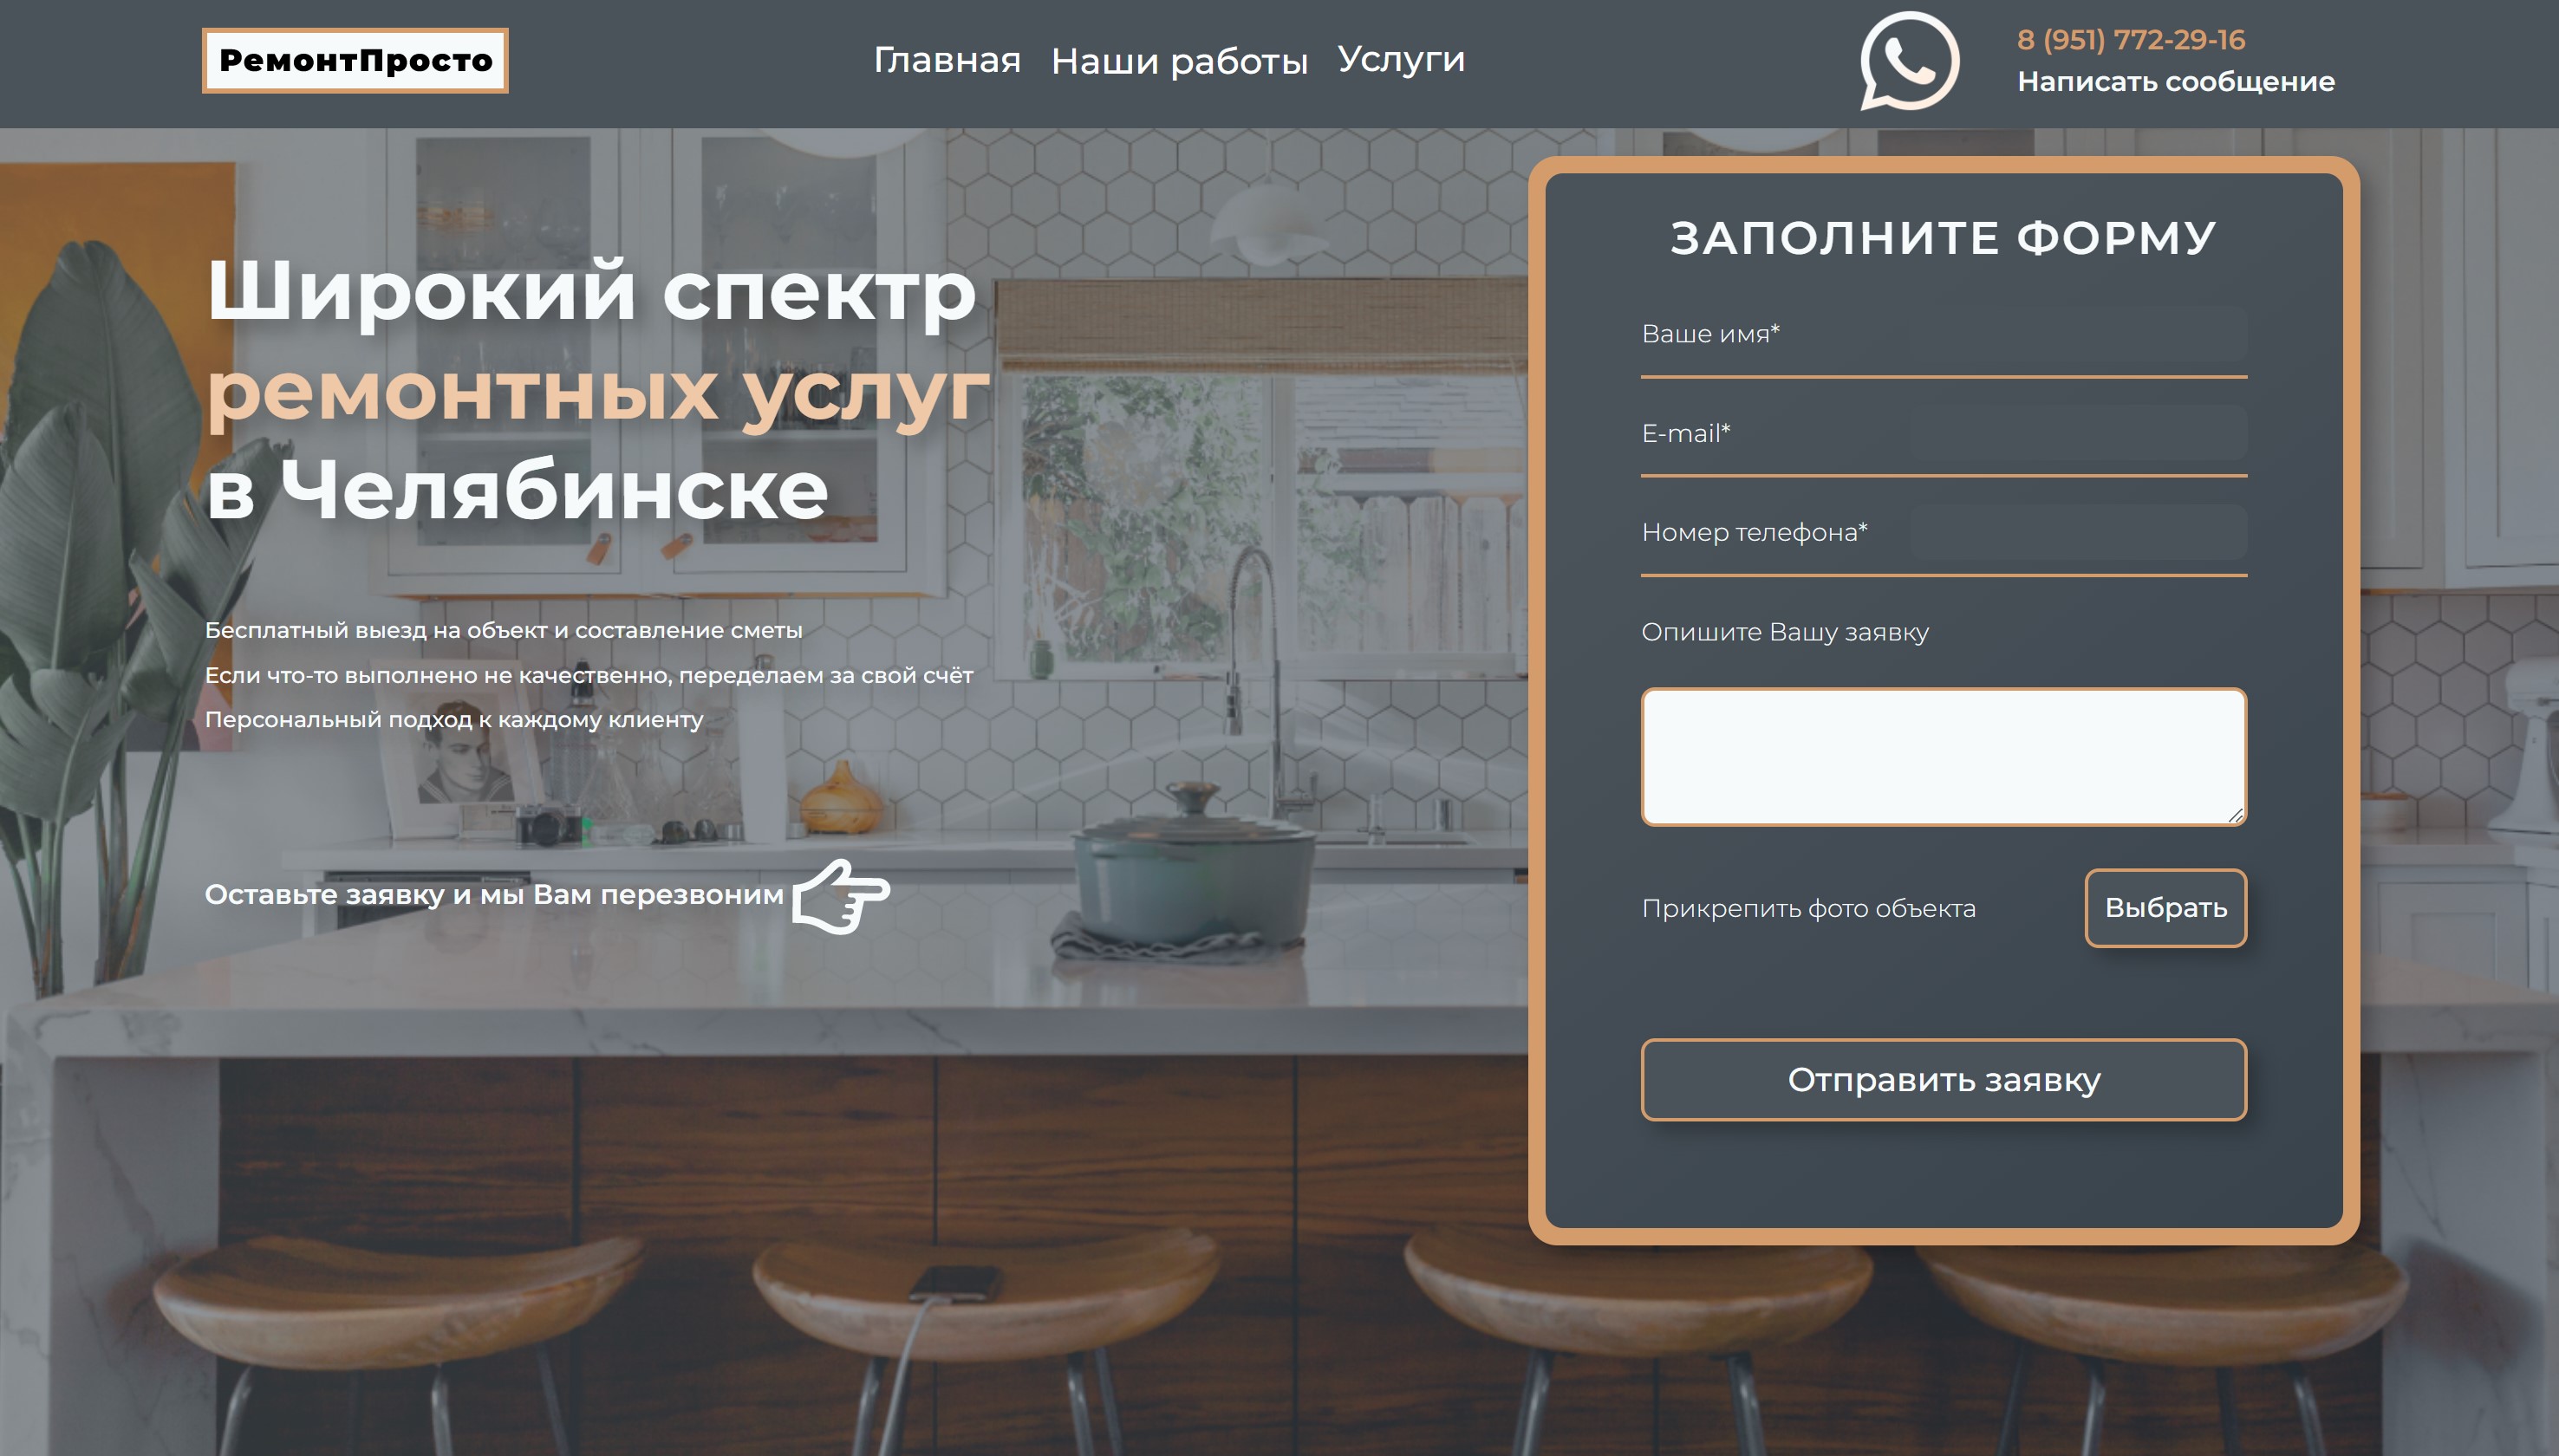 РемонтПросто
Главная Наши работы Услуги
8 (951) 772-29-16
Написать сообщение
Широкий спектр
ремонтных услуг
в Челябинске
Бесплатный выезд на объект и составление сметы
Если что-то выполнено не качественно, переделаем за свой счёт
Персональный подход к каждому клиенту
Оставьте заявку и мы Вам перезвоним
ЗАПОЛНИТЕ ФОРМУ
Ваше имя*
E-mail*
Номер телефона*
Опишите Вашу заявку
Прикрепить фото объекта Выбрать
Отправить заявку